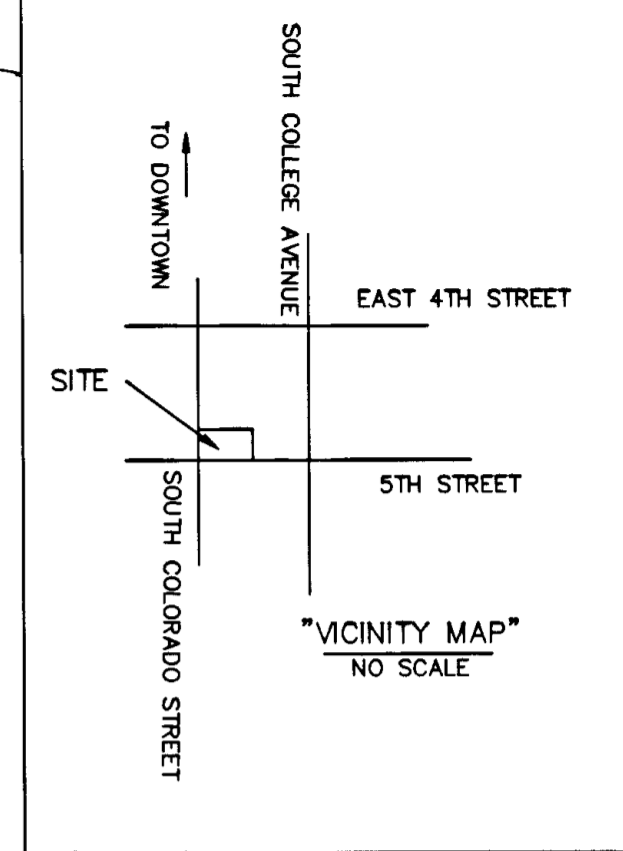 SOUTH COLLEGE AVENUE
TO DOWNTOWN
EAST 4TH STREET
SITE
5TH STREET
SOUTH COLORADO STREET
"VICINITY MAP"
NO SCALE